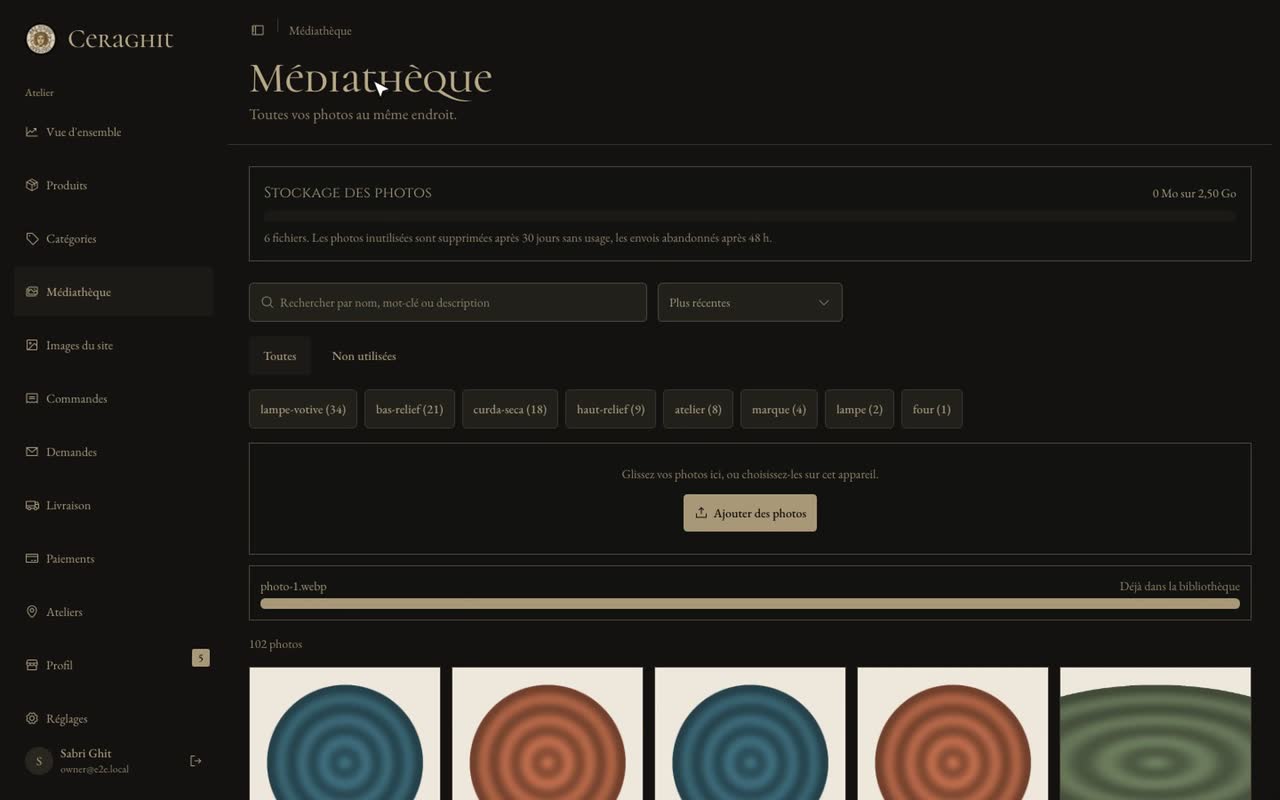 Ceraghit
Atelier
Vue d'ensemble
Produits
Catégories
Médiathèque
Images du site
Commandes
Demandes
Livraison
Paiements
Ateliers
Profil
5
Réglages
S
Sabri Ghit
owner@e2e.local
Médiathèque
Médiathèque
Toutes vos photos au même endroit.
Stockage des photos
0 Mo sur 2,50 Go
6 fichiers. Les photos inutilisées sont supprimées après 30 jours sans usage, les envois abandonnés après 48 h.
Rechercher par nom, mot-clé ou description
Plus récentes
Toutes
Non utilisées
lampe-votive (34)
bas-relief (21)
curda-seca (18)
haut-relief (9)
atelier (8)
marque (4)
lampe (2)
four (1)
Glissez vos photos ici, ou choisissez-les sur cet appareil.
Ajouter des photos
photo-1.webp
Déjà dans la bibliothèque
102 photos